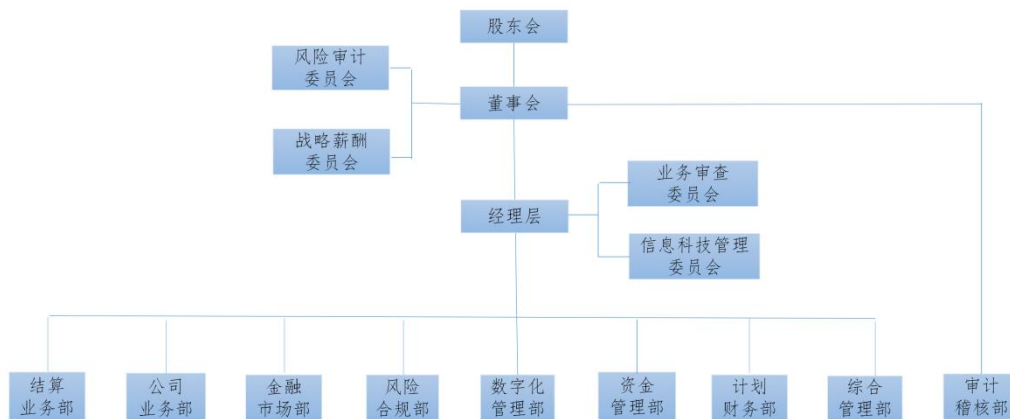 股东会
风险审计
委员会
董事会
战略薪酬
委员会
业务审查
委员会
经理层
信息科技管理
委员会
结算
业务部
公司
业务部
金融
市场部
风险
合规部
数字化
管理部
资金
管理部
计划
财务部
综合
管理部
审计
稽核部